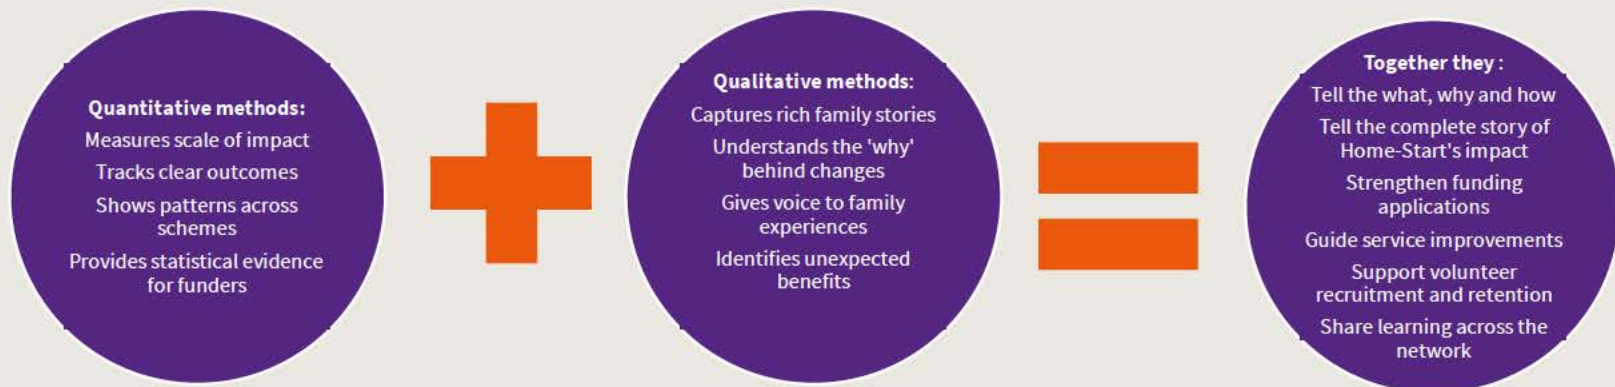 Quantitative methods:
Measures scale of impact
Tracks clear outcomes
Shows patterns across
schemes
Provides statistical evidence
for funders
Qualitative methods:
Captures rich family stories
Understands the 'why'
behind changes
Gives voice to family
experiences
Identifies unexpected
benefits
Together they :
Tell the what, why and how
Tell the complete story of
Home-Start's impact
Strengthen funding
applications
Guide service improvements
Support volunteer
recruitment and retention
Share learning across the
network